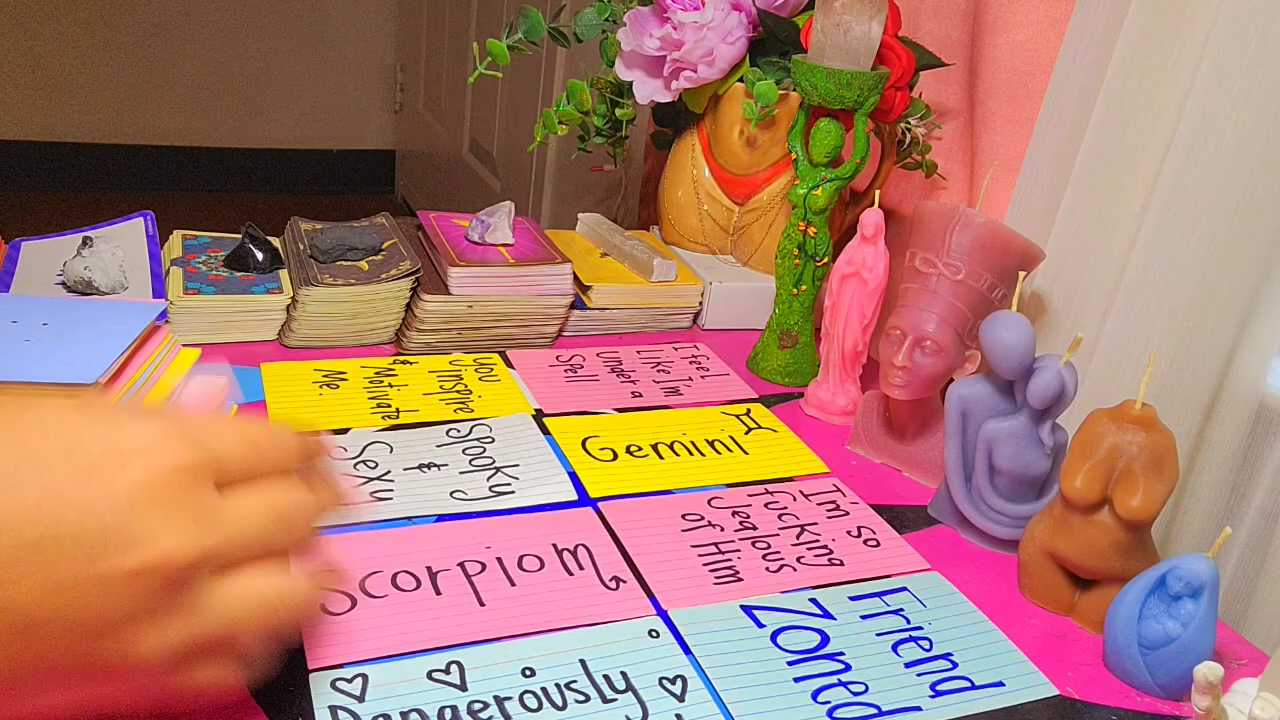 You
inspire
& Motivate
Me.
I feel
Like I'm
under a
Spell
Spooky
&
Sexy
Gemini ♊
Scorpio ♏
I'm so
fucking
Jealous
of Him
Friend
Zoned
Dangerously